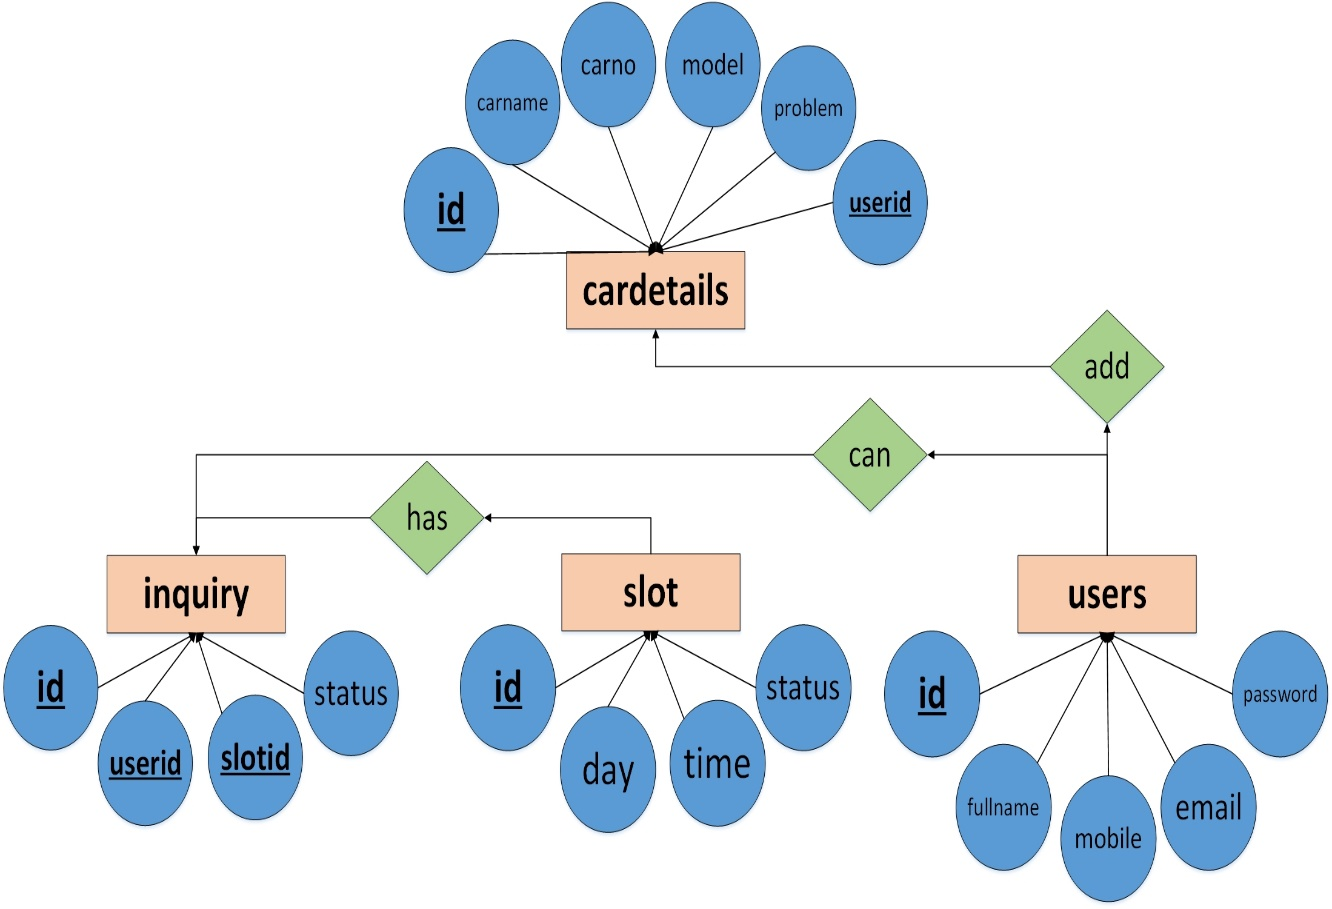 carno
model
carname
problem
id
userid
cardetails
add
can
has
inquiry
slot
users
id
userid
slotid
status
id
day
time
status
id
fullname
mobile
email
password